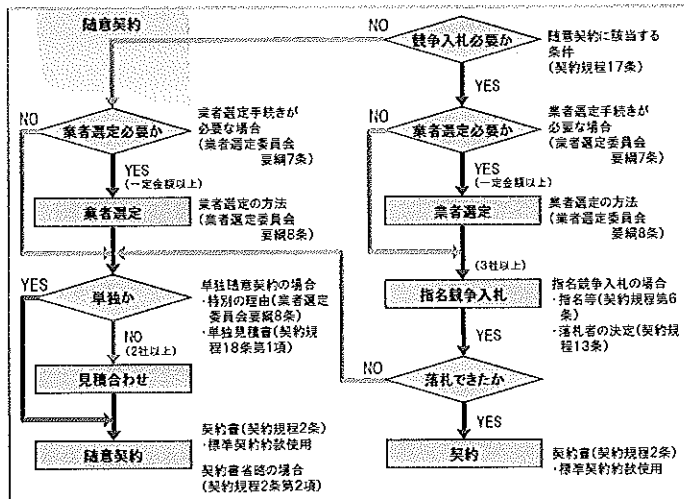 随意契約
NO
競争入札必要か
随意契約に該当する
条件
(契約規程17条)
YES
NO
業者選定必要か
業者選定手続きが
必要な場合
(業者選定委員会
要綱7条)
YES
(一定金額以上)
業者選定
業者選定の方法
(業者選定委員会
要綱8条)
NO
業者選定必要か
業者選定手続きが
必要な場合
(業者選定委員会
要綱7条)
YES
(一定金額以上)
業者選定
業者選定の方法
(業者選定委員会
要綱8条)
(3社以上)
YES
単独か
単独随意契約の場合
・特別の理由(業者選定
委員会要綱8条)
・単独見積書(契約規
程18条第1項)
NO
(2社以上)
見積合わせ
指名競争入札
指名競争入札の場合
・指名等(契約規程第6
条)
・落札者の決定(契約規
程13条)
YES
NO
落札できたか
YES
随意契約
契約書(契約規程2条)
・標準契約約款使用
契約書省略の場合
(契約規程2条第2項)
契約
契約書(契約規程2条)
・標準契約約款使用